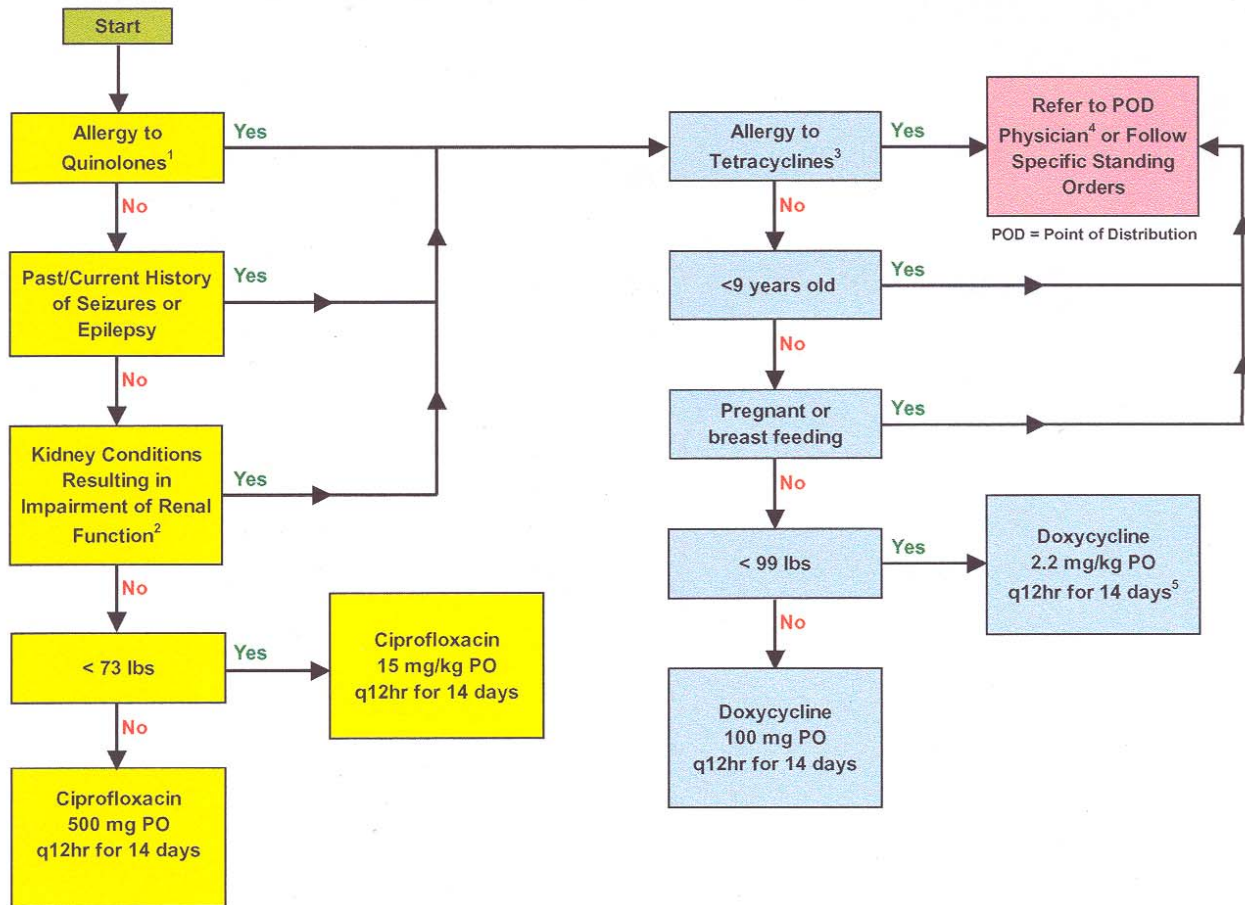 Start
Allergy to
Quinolones¹
Yes
No
Past/Current History
of Seizures or
Epilepsy
Yes
No
Kidney Conditions
Resulting in
Impairment of Renal
Function²
Yes
No
< 73 lbs
Yes
Ciprofloxacin
15 mg/kg PO
q12hr for 14 days
No
Ciprofloxacin
500 mg PO
q12hr for 14 days
Allergy to
Tetracyclines³
Yes
Refer to POD
Physician⁴ or Follow
Specific Standing
Orders
POD = Point of Distribution
No
<9 years old
Yes
No
Pregnant or
breast feeding
Yes
No
< 99 lbs
Yes
Doxycycline
2.2 mg/kg PO
q12hr for 14 days⁵
No
Doxycycline
100 mg PO
q12hr for 14 days